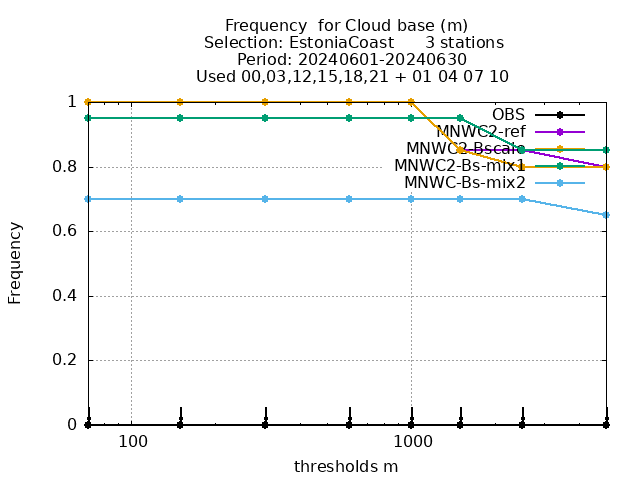 Frequency  for Cloud base (m)
Selection: EstoniaCoast      3 stations
Period: 20240601-20240630
Used 00,03,12,15,18,21 + 01 04 07 10
1
0.8
0.6
0.4
0.2
0
Frequency
OBS
MNWC2-ref
MNWC2-Bscale
MNWC2-Bs-mix1
MNWC-Bs-mix2
100
1000
thresholds m